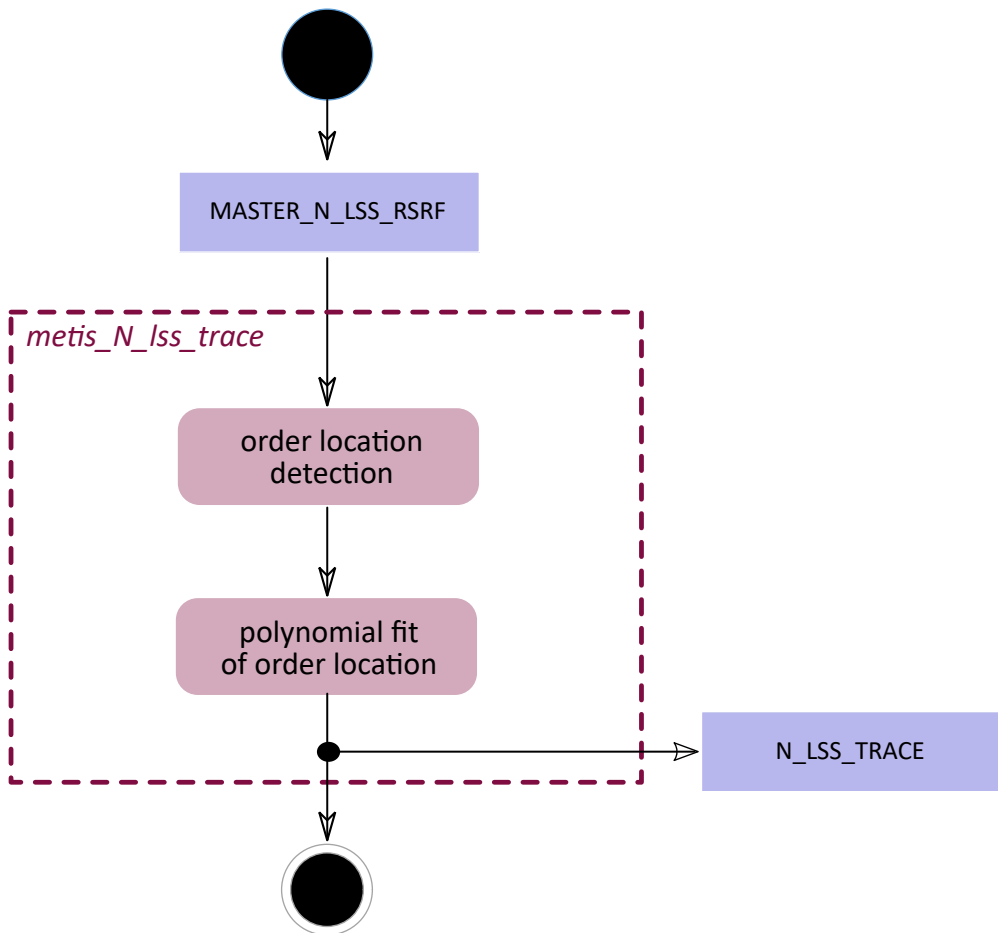 MASTER_N_LSS_RSRF
metis_N_lss_trace
order location
detection
polynomial fit
of order location
N_LSS_TRACE